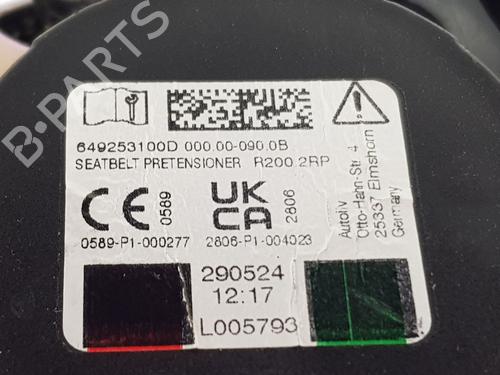 B-PARTS
649253100D 000.00-090.0B
SEATBELT PRETENSIONER R200.2RP
CE 0589
UK
CA 2806
0589-P1-000277 2806-P1-004023
Autoliv
Otto-Hahn-Str. 4
25337 Elmshorn
Germany
290524
12:17
L005793